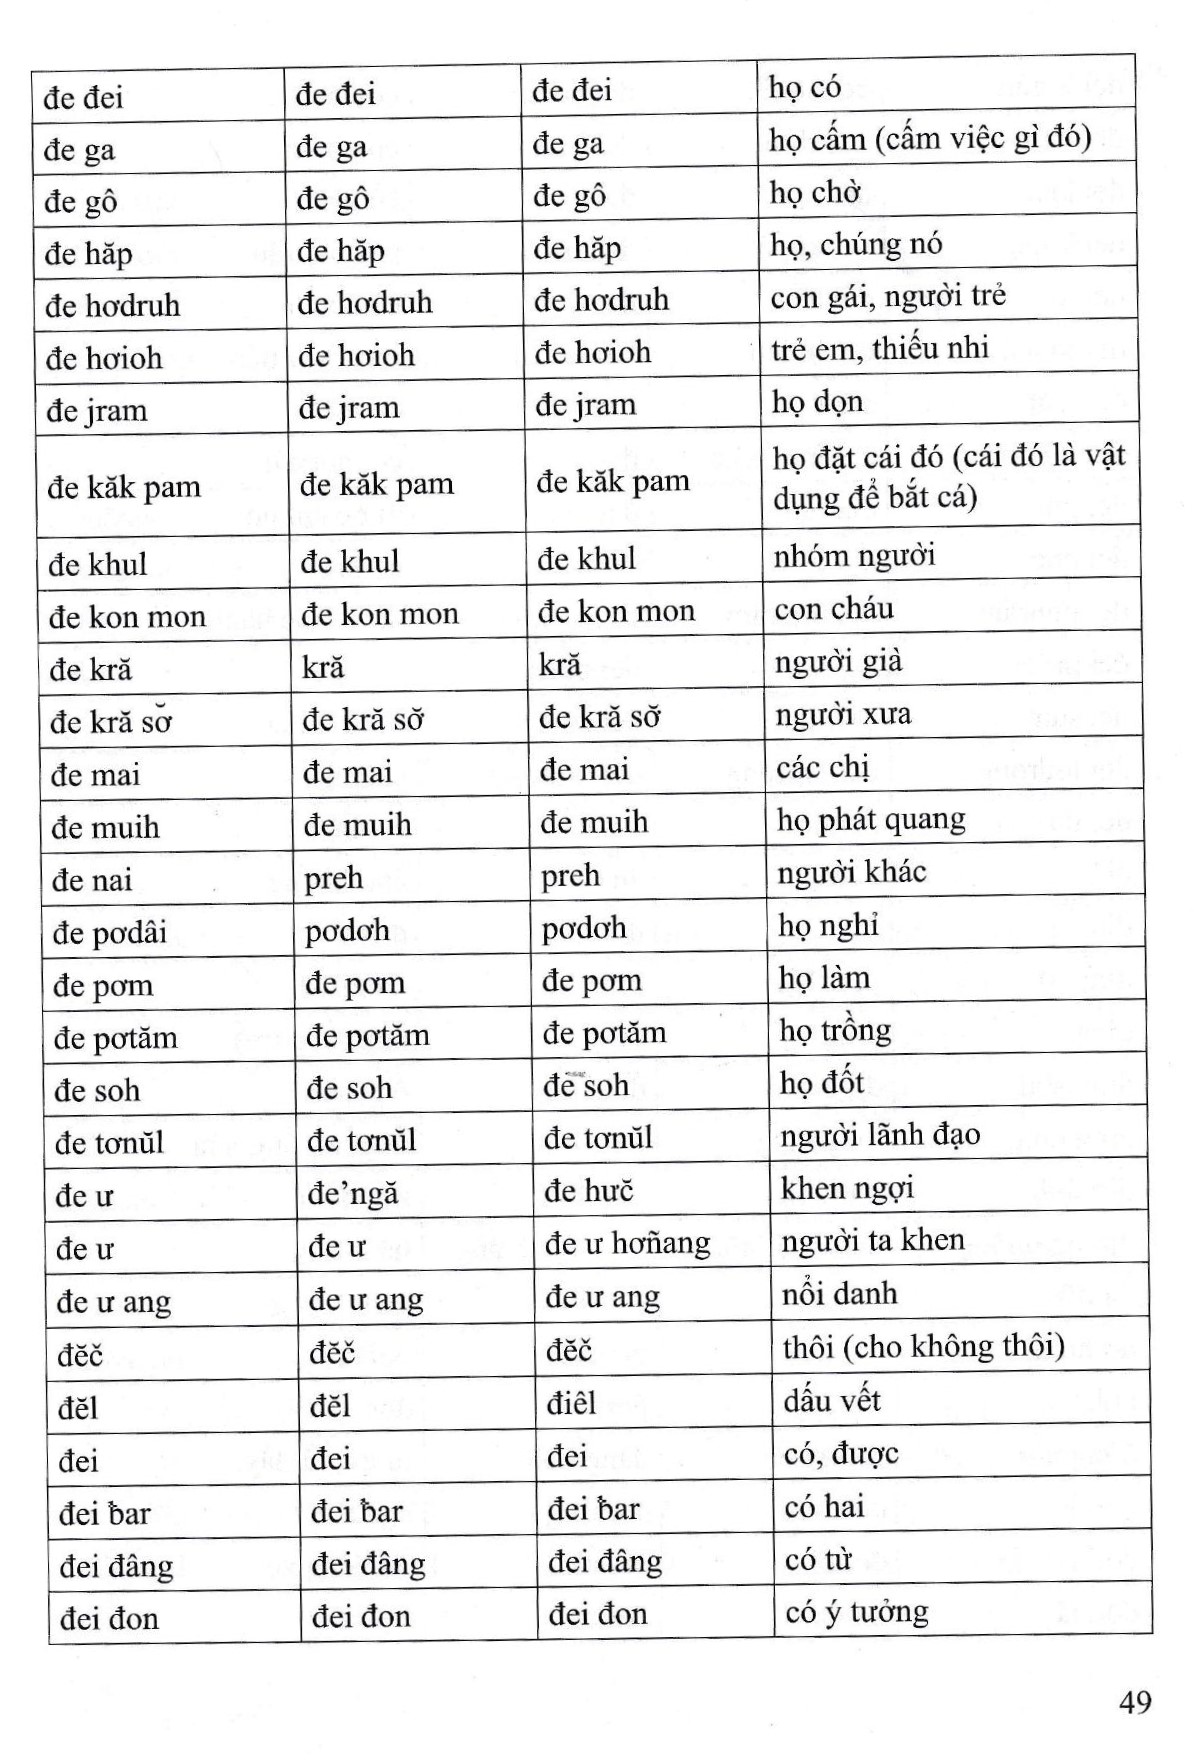 đe đei đe đei đe đei họ có
đe ga đe ga đe ga họ cấm (cấm việc gì đó)
đe gô đe gô đe gô họ chờ
đe hăp đe hăp đe hăp họ, chúng nó
đe hơdruh đe hơdruh đe hơdruh con gái, người trẻ
đe hơioh đe hơioh đe hơioh trẻ em, thiếu nhi
đe jram đe jram đe jram họ dọn
đe kăk pam đe kăk pam đe kăk pam họ đặt cái đó (cái đó là vật
dụng để bắt cá)
đe khul đe khul đe khul nhóm người
đe kon mon đe kon mon đe kon mon con cháu
đe kră kră kră người già
đe kră sơ̆ đe kră sơ̆ đe kră sơ̆ người xưa
đe mai đe mai đe mai các chị
đe muih đe muih đe muih họ phát quang
đe nai preh preh người khác
đe pơdâi pơdơh pơdơh họ nghỉ
đe pơm đe pơm đe pơm họ làm
đe pơtăm đe pơtăm đe pơtăm họ trồng
đe soh đe soh đe soh họ đốt
đe tơnŭl đe tơnŭl đe tơnŭl người lãnh đạo
đe ư đe’ngă đe hưč khen ngợi
đe ư đe ư đe ư hơñang người ta khen
đe ư ang đe ư ang đe ư ang nổi danh
đĕč đĕč đĕč thôi (cho không thôi)
đĕl đĕl điêl dấu vết
đei đei đei có, được
đei ƀar đei ƀar đei ƀar có hai
đei đâng đei đâng đei đâng có từ
đei đon đei đon đei đon có ý tưởng
49